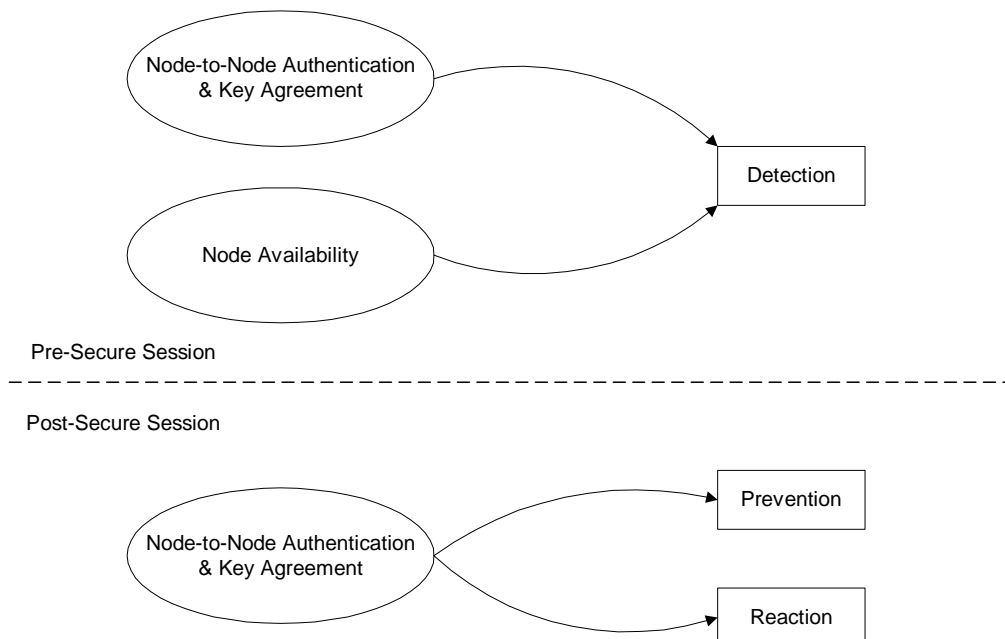 Node-to-Node Authentication
& Key Agreement
Detection
Node Availability
Pre-Secure Session
Post-Secure Session
Prevention
Node-to-Node Authentication
& Key Agreement
Reaction